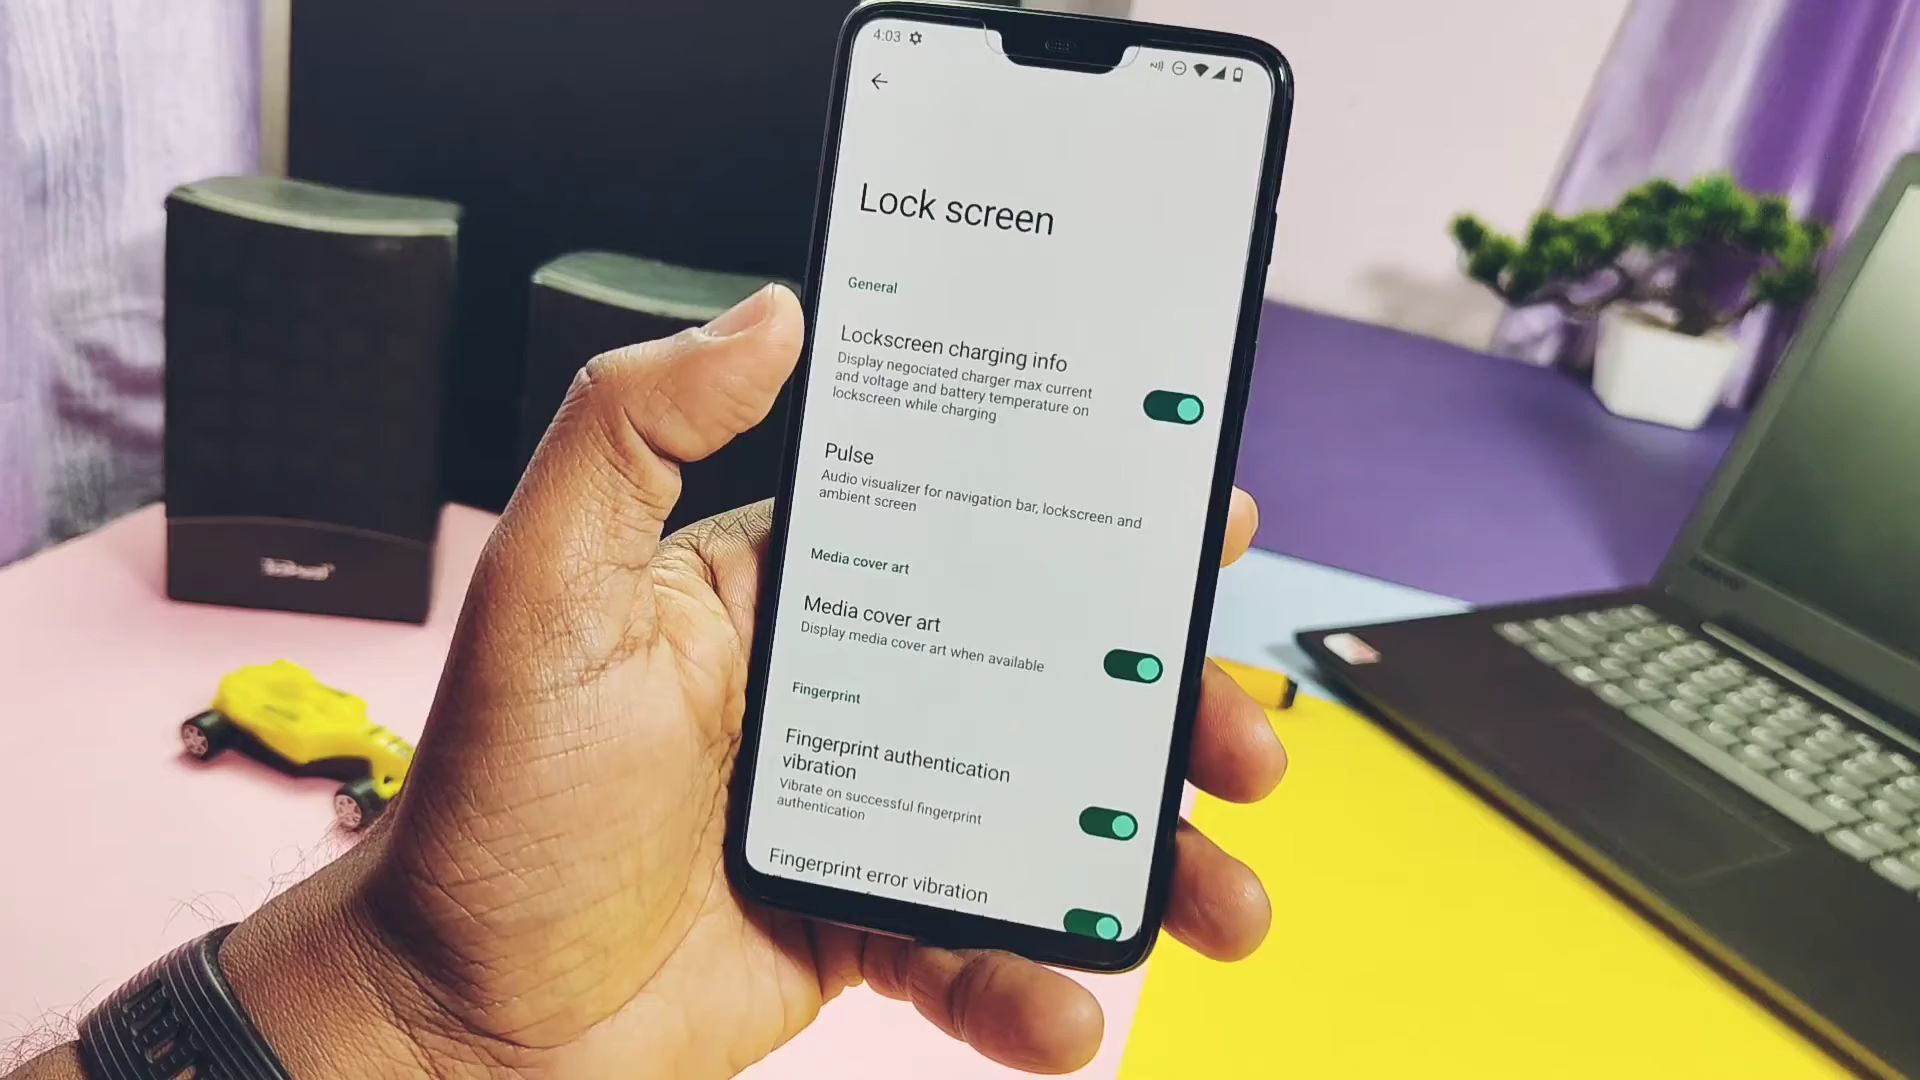 4:03
Lock screen
General
Lockscreen charging info
Display negociated charger max current
and voltage and battery temperature on
lockscreen while charging
Pulse
Audio visualizer for navigation bar, lockscreen and
ambient screen
Media cover art
Media cover art
Display media cover art when available
Fingerprint
Fingerprint authentication
vibration
Vibrate on successful fingerprint
authentication
Fingerprint error vibration